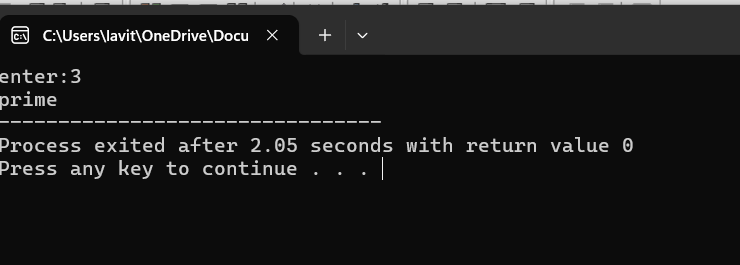 C:\Users\lavit\OneDrive\Docu
enter:3
prime
--------------------------------
Process exited after 2.05 seconds with return value 0
Press any key to continue . . .